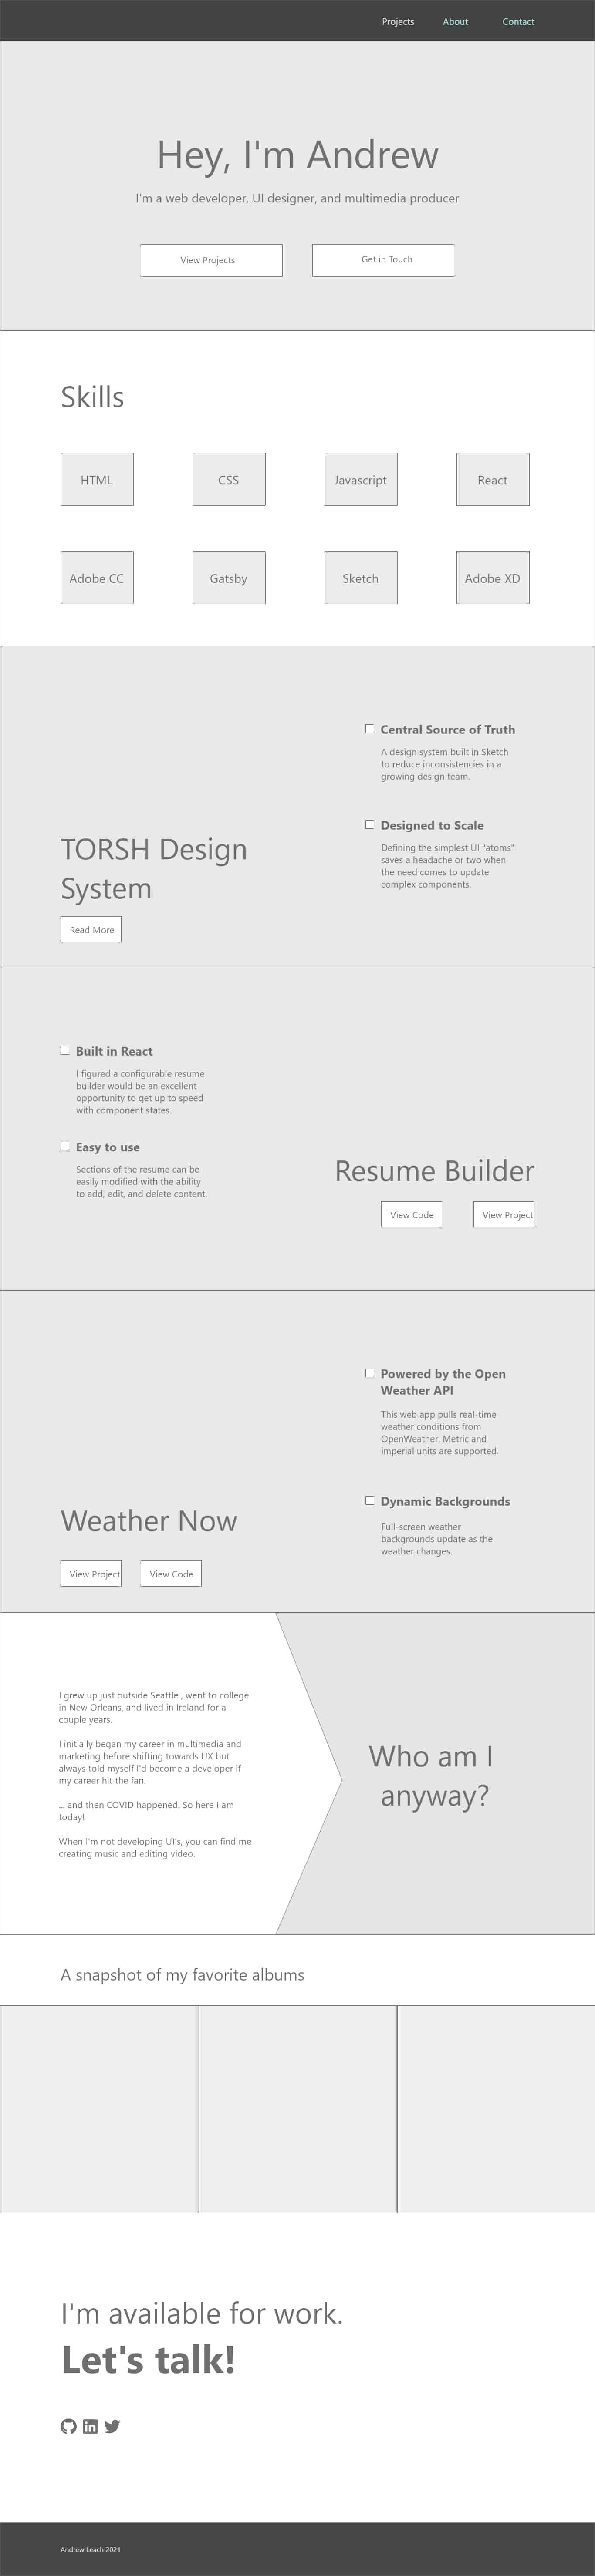 Projects About Contact
Hey, I'm Andrew
I'm a web developer, UI designer, and multimedia producer
View Projects Get in Touch
Skills
HTML CSS Javascript React
Adobe CC Gatsby Sketch Adobe XD
Central Source of Truth
A design system built in Sketch
to reduce inconsistencies in a
growing design team.
Designed to Scale
Defining the simplest UI "atoms"
saves a headache or two when
the need comes to update
complex components.
TORSH Design
System
Read More
Built in React
I figured a configurable resume
builder would be an excellent
opportunity to get up to speed
with component states.
Easy to use
Sections of the resume can be
easily modified with the ability
to add, edit, and delete content.
Resume Builder
View Code View Project
Powered by the Open
Weather API
This web app pulls real-time
weather conditions from
OpenWeather. Metric and
imperial units are supported.
Dynamic Backgrounds
Full-screen weather
backgrounds update as the
weather changes.
Weather Now
View Project View Code
I grew up just outside Seattle , went to college
in New Orleans, and lived in Ireland for a
couple years.
I initially began my career in multimedia and
marketing before shifting towards UX but
always told myself I'd become a developer if
my career hit the fan.
... and then COVID happened. So here I am
today!
When I'm not developing UI's, you can find me
creating music and editing video.
Who am I
anyway?
A snapshot of my favorite albums
I'm available for work.
Let's talk!
in
Andrew Leach 2021